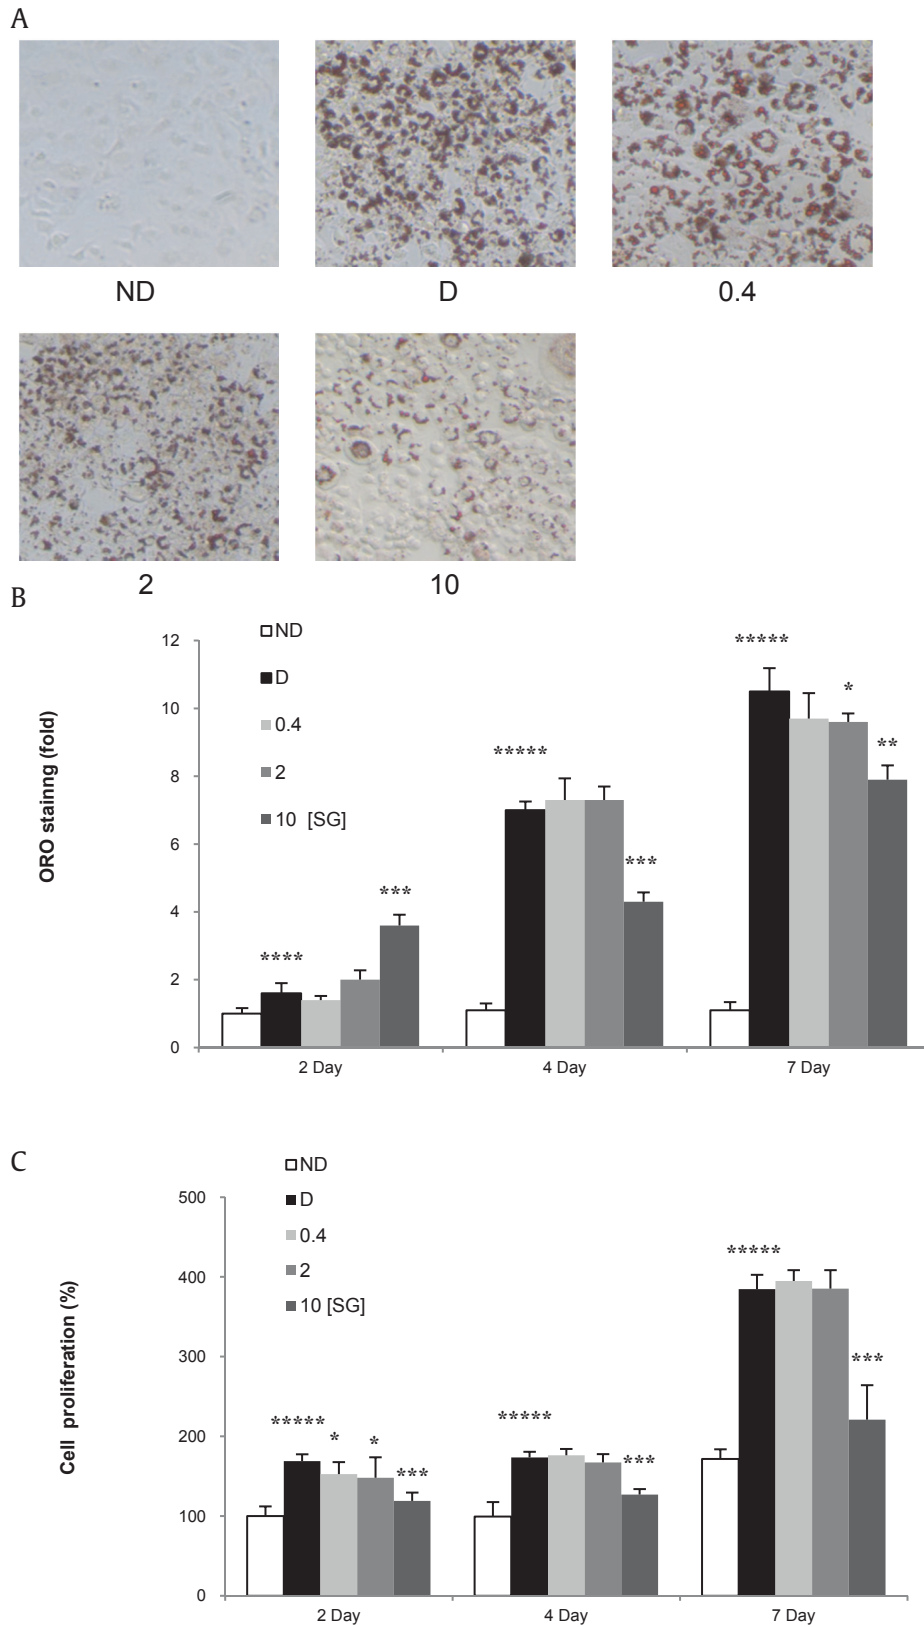 A
ND D 0.4
2 10
B
ORO stainng (fold)
ND
D
0.4
2
10 [SG]
12
10
8
6
4
2
0
**** ***
***** ***
***** * **
2 Day 4 Day 7 Day
C
Cell proliferation (%)
ND
D
0.4
2
10 [SG]
500
400
300
200
100
0
***** * * ***
***** ***
***** ***
2 Day 4 Day 7 Day